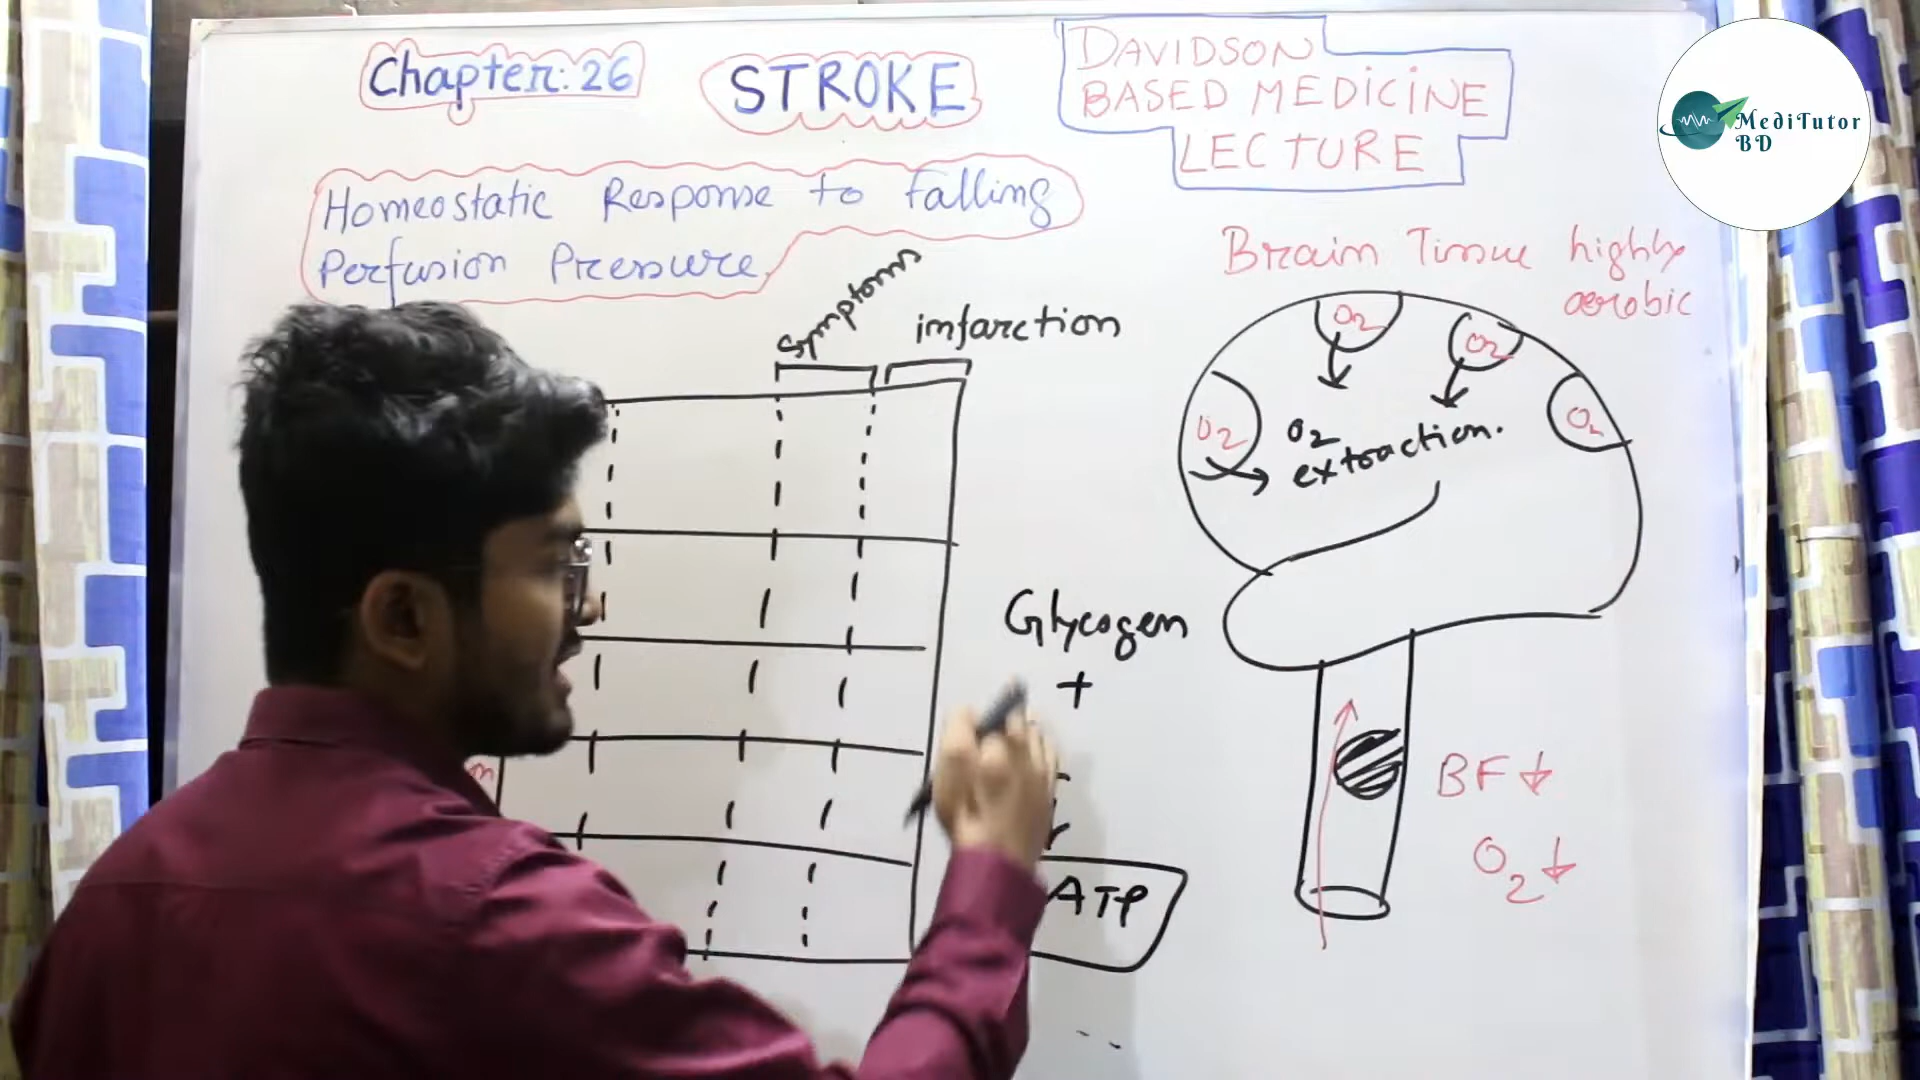 Chapter: 26
STROKE
DAVIDSON
BASED MEDICINE
LECTURE
MediTutor
BD
Homeostatic Response to falling
Perfusion Pressure
Symptoms
infarction
Brain Tissue highly
aerobic
O2
O2
O2
O2
O2
extraction.
Glycogen
+
ATP
BF ↓
O2 ↓